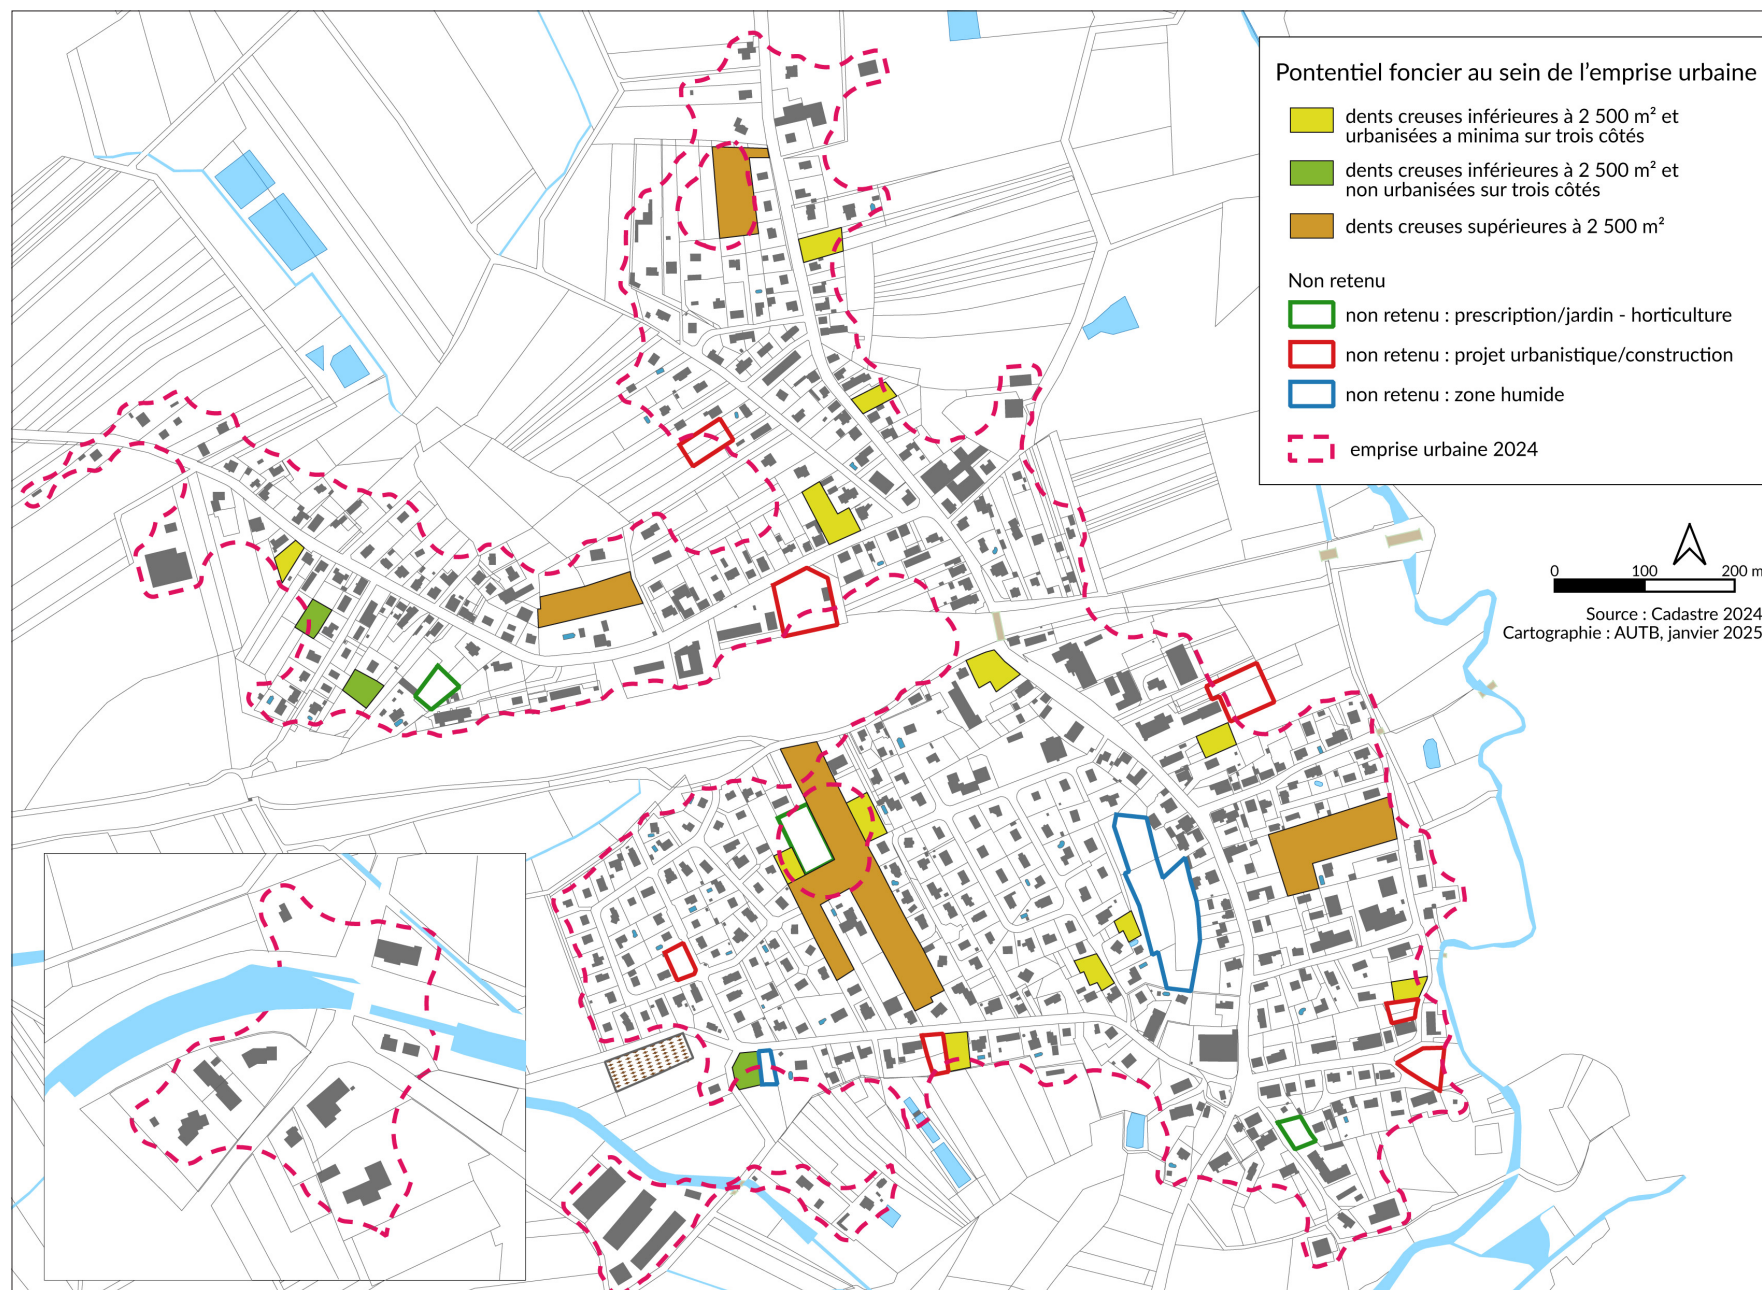 Pontentiel foncier au sein de l'emprise urbaine
dents creuses inférieures à 2 500 m² et
urbanisées a minima sur trois côtés
dents creuses inférieures à 2 500 m² et
non urbanisées sur trois côtés
dents creuses supérieures à 2 500 m²
Non retenu
non retenu : prescription/jardin - horticulture
non retenu : projet urbanistique/construction
non retenu : zone humide
emprise urbaine 2024
0 100 200 m
Source : Cadastre 2024
Cartographie : AUTB, janvier 2025